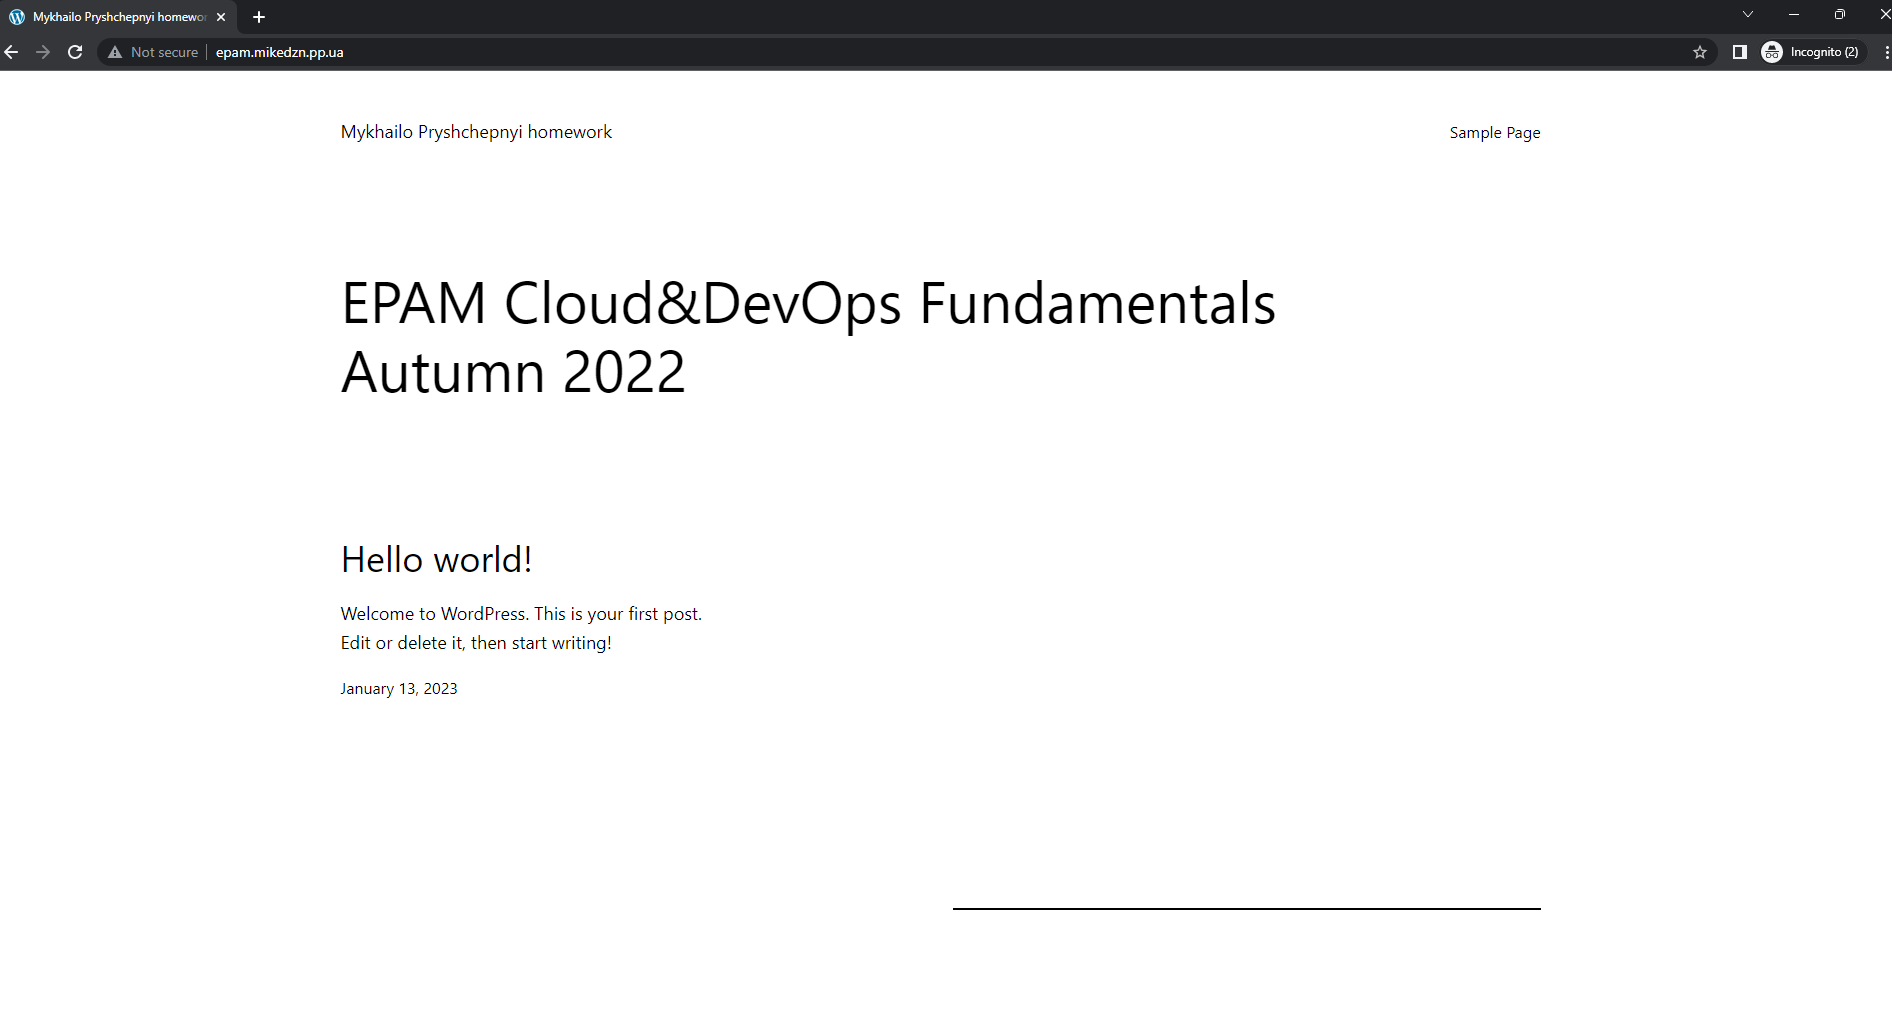 Mykhailo Pryshchepnyi homewor
Not secure
epam.mikedzn.pp.ua
Incognito (2)
Mykhailo Pryshchepnyi homework
Sample Page
EPAM Cloud&DevOps Fundamentals
Autumn 2022
Hello world!
Welcome to WordPress. This is your first post.
Edit or delete it, then start writing!
January 13, 2023